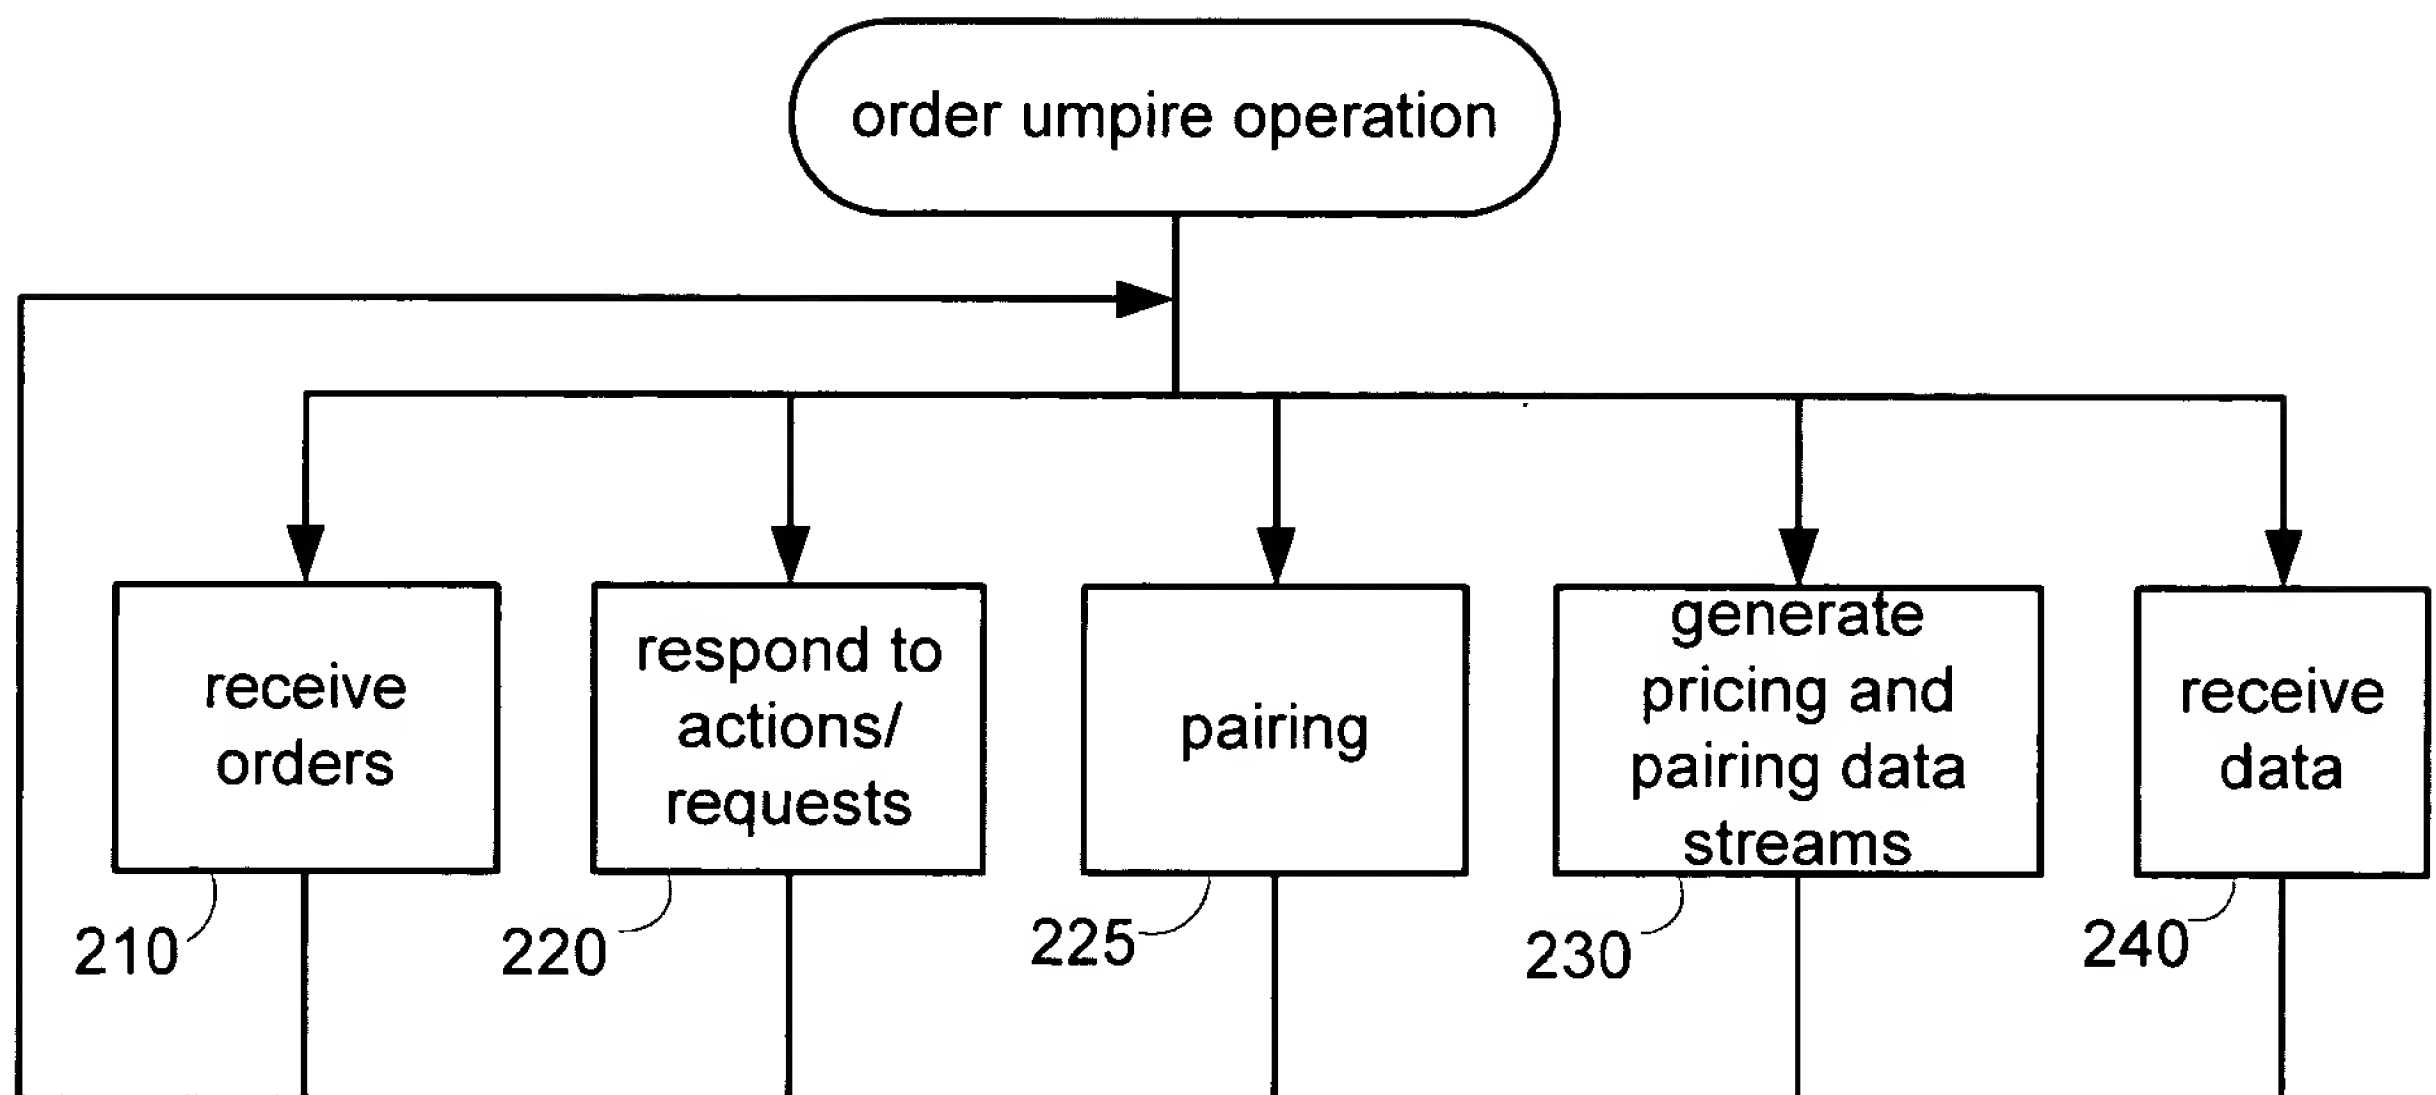 order umpire operation
receive
orders
210
respond to
actions/
requests
220
pairing
225
generate
pricing and
pairing data
streams
230
receive
data
240